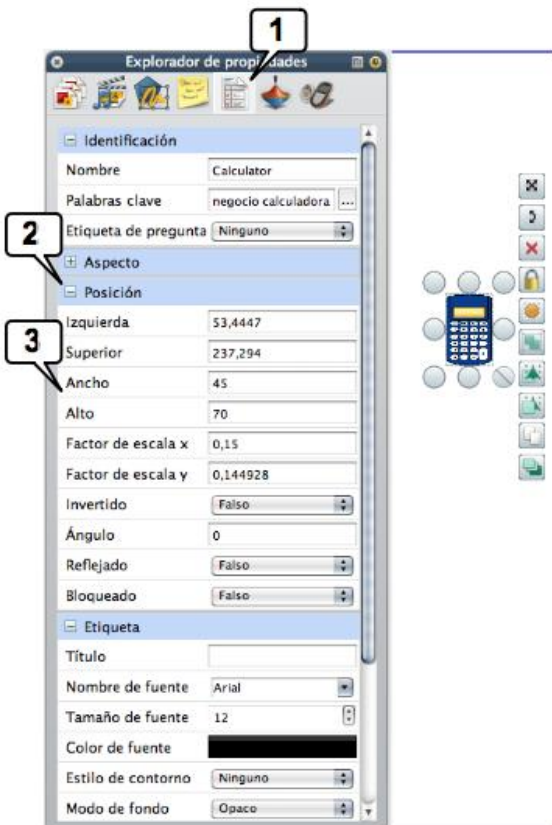 1
Explorador de propiedades
Identificación
Nombre Calculator
Palabras clave negocio calculadora ...
2
Etiqueta de pregunta Ninguno
Aspecto
Posición
Izquierda 53,4447
3
Superior 237,294
Ancho 45
Alto 70
Factor de escala x 0,15
Factor de escala y 0,144928
Invertido Falso
Ángulo 0
Reflejado Falso
Bloqueado Falso
Etiqueta
Título
Nombre de fuente Arial
Tamaño de fuente 12
Color de fuente
Estilo de contorno Ninguno
Modo de fondo Opaco